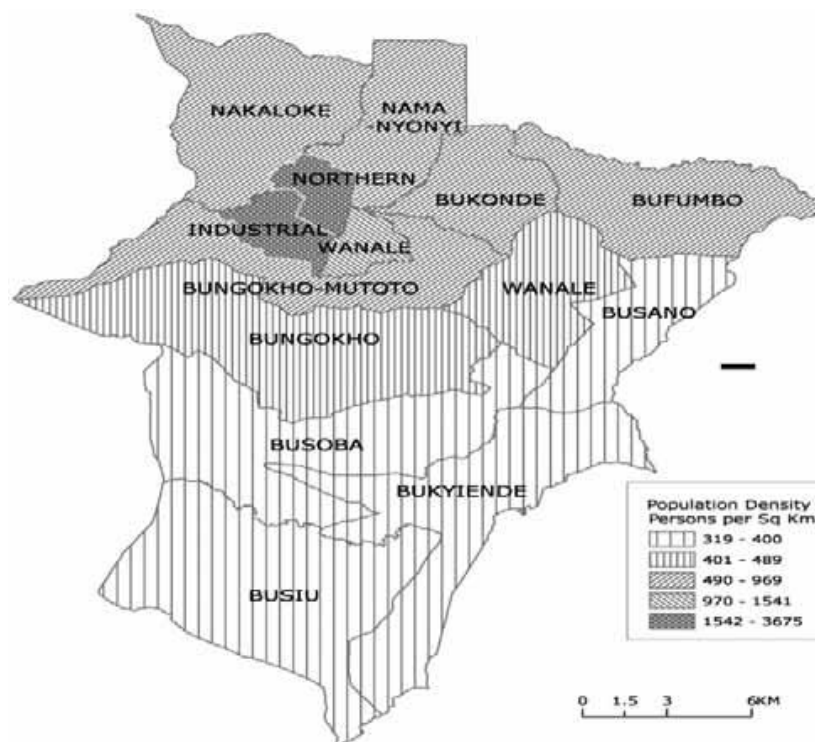 NAKALOKE
NAMA
-NYONYI
NORTHERN
BUKONDE
BUFUMBO
INDUSTRIAL
WANALE
BUNGOKHO-MUTOTO
WANALE
BUSANO
BUNGOKHO
BUSOBA
BUKYIENDE
BUSIU
Population Density
Persons per Sq Km
319 - 400
401 - 489
490 - 969
970 - 1541
1542 - 3675
0 1.5 3 6KM